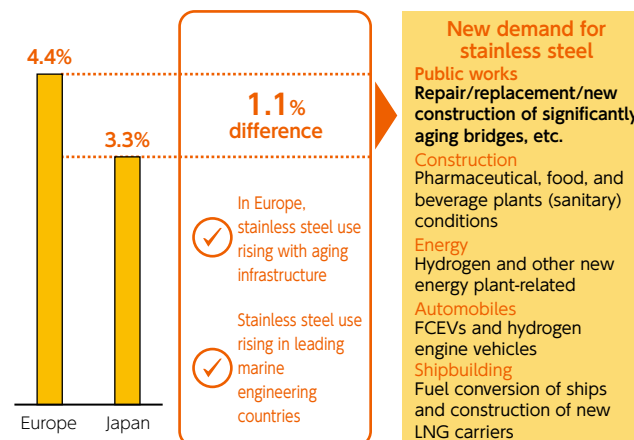 4.4%
3.3%
Europe
Japan
1.1%
difference
In Europe,
stainless steel use
rising with aging
infrastructure
Stainless steel use
rising in leading
marine
engineering
countries
New demand for
stainless steel
Public works
Repair/replacement/new
construction of significantly
aging bridges, etc.
Construction
Pharmaceutical, food, and
beverage plants (sanitary)
conditions
Energy
Hydrogen and other new
energy plant-related
Automobiles
FCEVs and hydrogen
engine vehicles
Shipbuilding
Fuel conversion of ships
and construction of new
LNG carriers